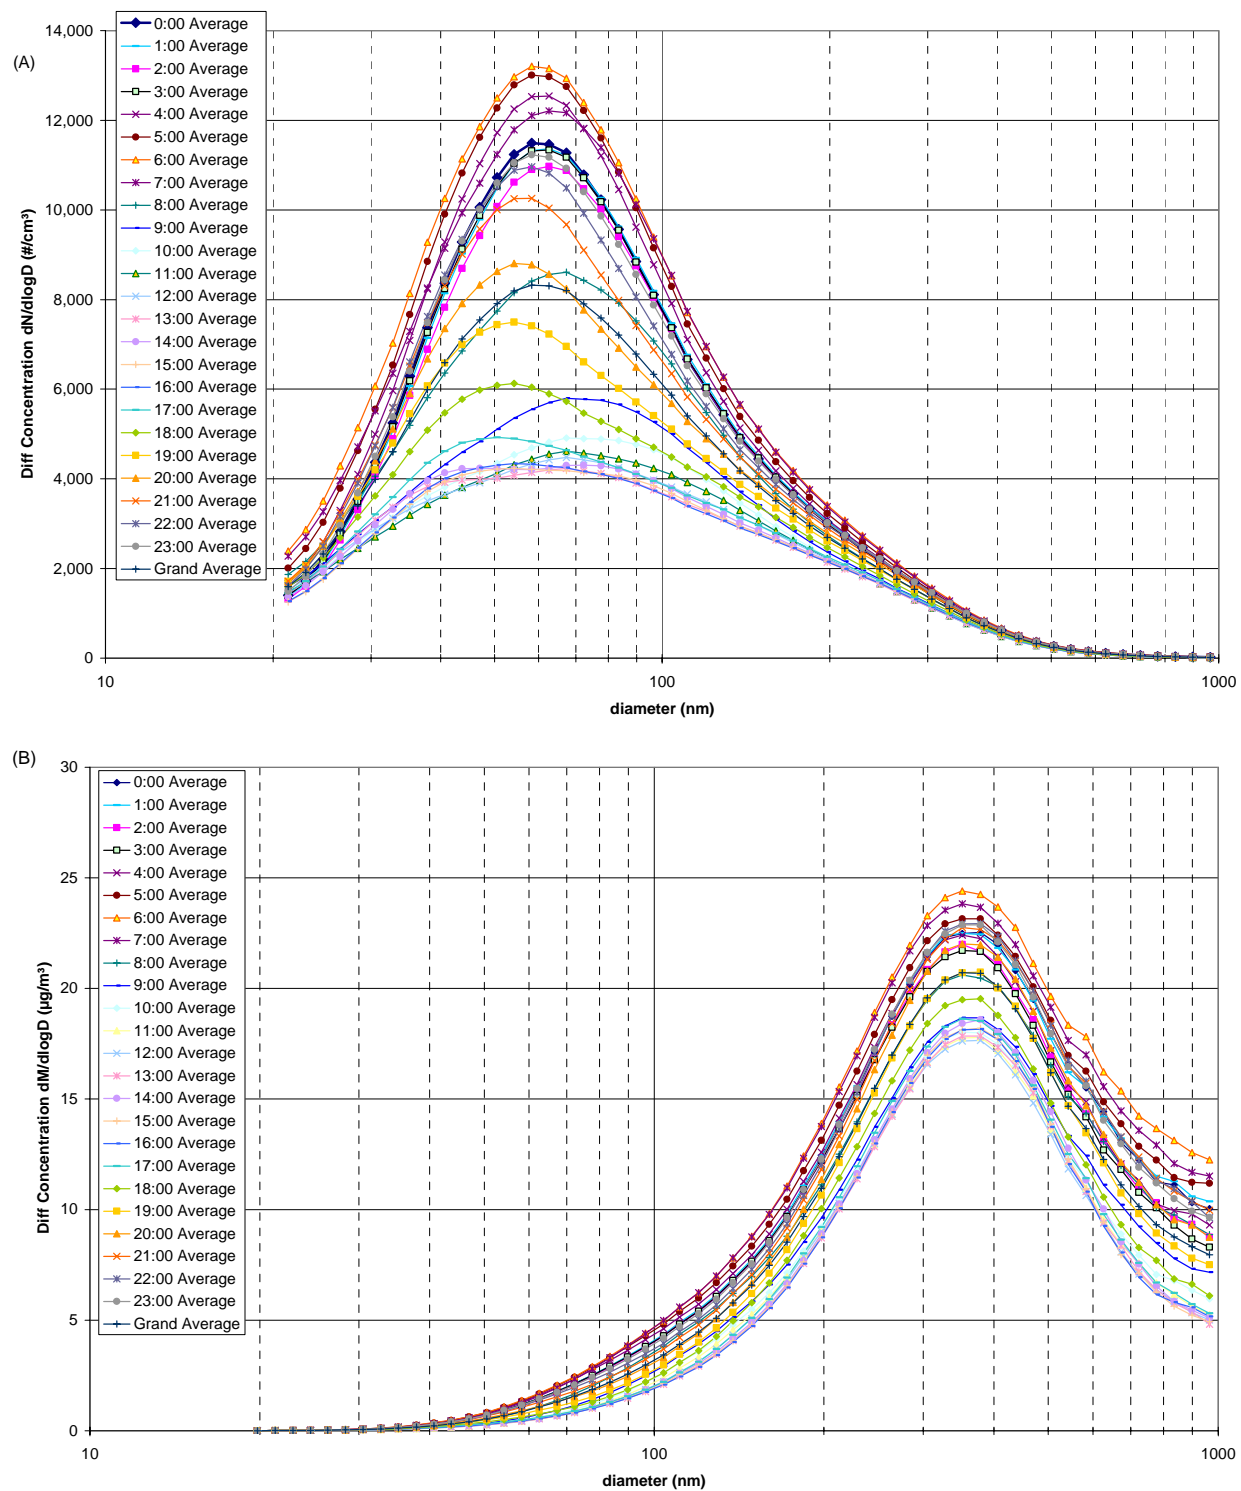 (A)
0:00 Average
1:00 Average
2:00 Average
3:00 Average
4:00 Average
5:00 Average
6:00 Average
7:00 Average
8:00 Average
9:00 Average
10:00 Average
11:00 Average
12:00 Average
13:00 Average
14:00 Average
15:00 Average
16:00 Average
17:00 Average
18:00 Average
19:00 Average
20:00 Average
21:00 Average
22:00 Average
23:00 Average
Grand Average
Diff Concentration dN/dlogD (#/cm³)
14,000
12,000
10,000
8,000
6,000
4,000
2,000
0
10
100
1000
diameter (nm)
(B)
0:00 Average
1:00 Average
2:00 Average
3:00 Average
4:00 Average
5:00 Average
6:00 Average
7:00 Average
8:00 Average
9:00 Average
10:00 Average
11:00 Average
12:00 Average
13:00 Average
14:00 Average
15:00 Average
16:00 Average
17:00 Average
18:00 Average
19:00 Average
20:00 Average
21:00 Average
22:00 Average
23:00 Average
Grand Average
Diff Concentration dM/dlogD (µg/m³)
30
25
20
15
10
5
0
10
100
1000
diameter (nm)